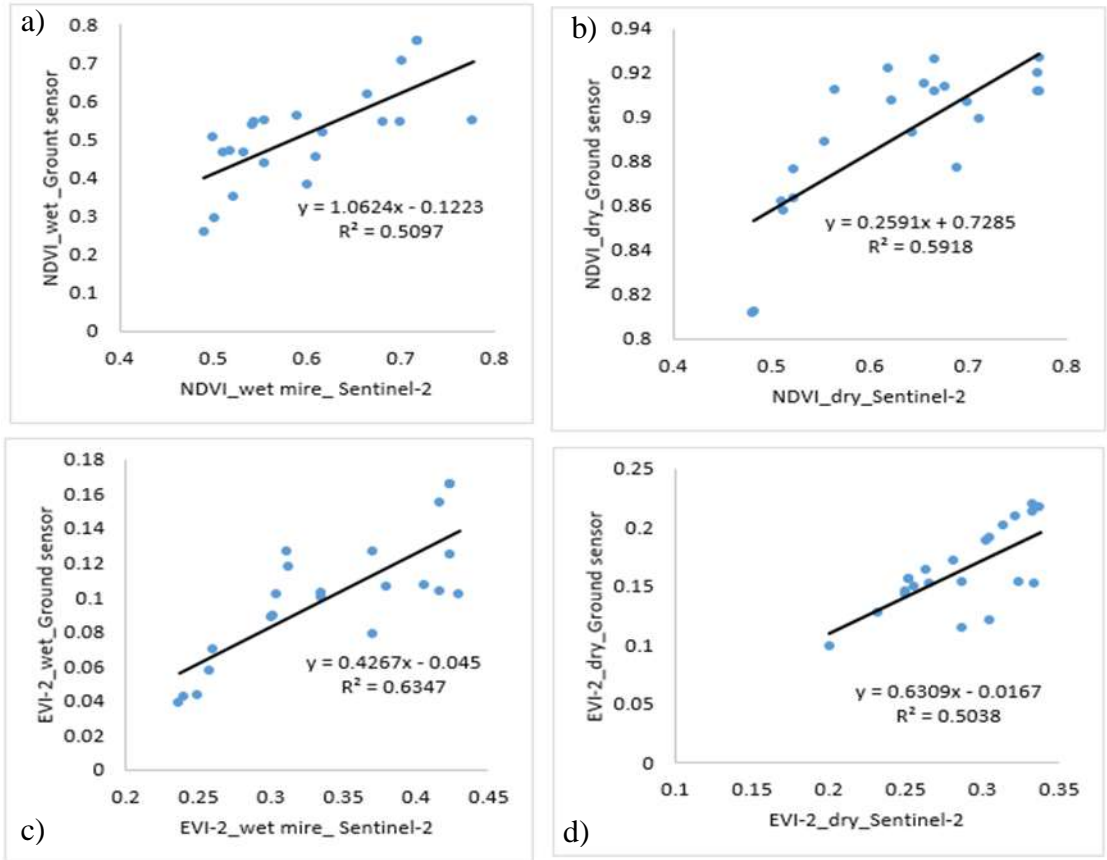 a)
0.8
0.7
0.6
0.5
0.4
0.3
0.2
0.1
0
NDVI_wet _Grount sensor
y = 1.0624x - 0.1223
R² = 0.5097
0.4 0.5 0.6 0.7 0.8
NDVI_wet mire_ Sentinel-2
b)
0.94
0.92
0.9
0.88
0.86
0.84
0.82
0.8
NDVI_dry_Ground sensor
y = 0.2591x + 0.7285
R² = 0.5918
0.4 0.5 0.6 0.7 0.8
NDVI_dry_Sentinel-2
0.18
0.16
0.14
0.12
0.1
0.08
0.06
0.04
0.02
0
EVI-2_wet_Ground sensor
y = 0.4267x - 0.045
R² = 0.6347
0.2 0.25 0.3 0.35 0.4 0.45
EVI-2_wet mire_ Sentinel-2
c)
0.25
0.2
0.15
0.1
0.05
0
EVI-2_dry_Ground sensor
y = 0.6309x - 0.0167
R² = 0.5038
0.1 0.15 0.2 0.25 0.3 0.35
EVI-2_dry_Sentinel-2
d)